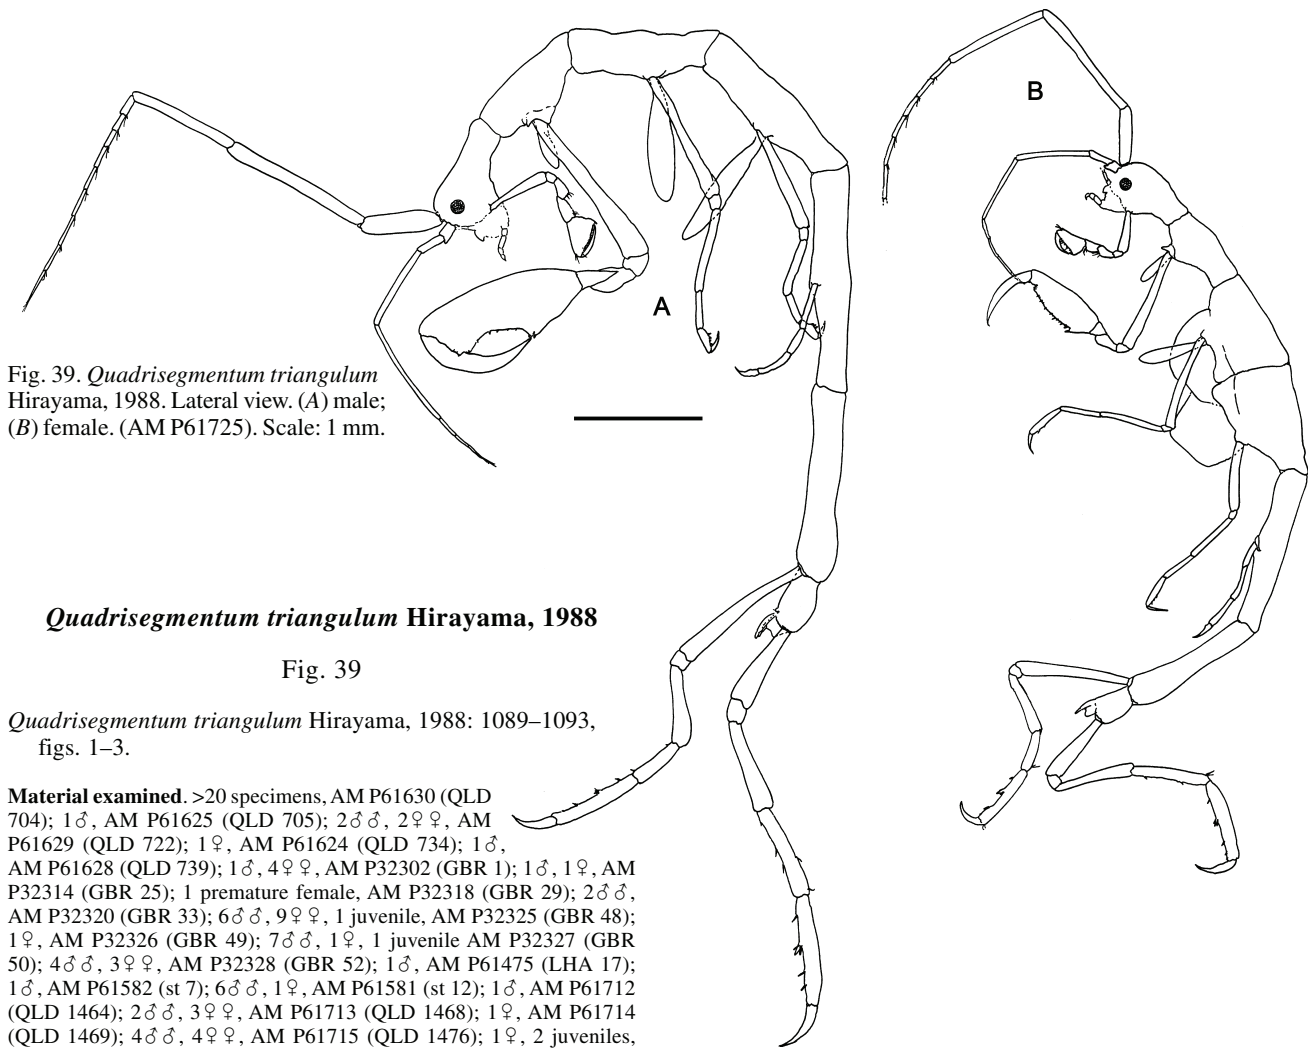 B
A
Fig. 39. Quadrisegmentum triangulum
Hirayama, 1988. Lateral view. (A) male;
(B) female. (AM P61725). Scale: 1 mm.
Quadrisegmentum triangulum Hirayama, 1988
Fig. 39
Quadrisegmentum triangulum Hirayama, 1988: 1089–1093,
figs. 1–3.
Material examined. >20 specimens, AM P61630 (QLD
704); 1♂, AM P61625 (QLD 705); 2♂♂, 2♀♀, AM
P61629 (QLD 722); 1♀, AM P61624 (QLD 734); 1♂,
AM P61628 (QLD 739); 1♂, 4♀♀, AM P32302 (GBR 1); 1♂, 1♀, AM
P32314 (GBR 25); 1 premature female, AM P32318 (GBR 29); 2♂♂,
AM P32320 (GBR 33); 6♂♂, 9♀♀, 1 juvenile, AM P32325 (GBR 48);
1♀, AM P32326 (GBR 49); 7♂♂, 1♀, 1 juvenile AM P32327 (GBR
50); 4♂♂, 3♀♀, AM P32328 (GBR 52); 1♂, AM P61475 (LHA 17);
1♂, AM P61582 (st 7); 6♂♂, 1♀, AM P61581 (st 12); 1♂, AM P61712
(QLD 1464); 2♂♂, 3♀♀, AM P61713 (QLD 1468); 1♀, AM P61714
(QLD 1469); 4♂♂, 4♀♀, AM P61715 (QLD 1476); 1♀, 2 juveniles,